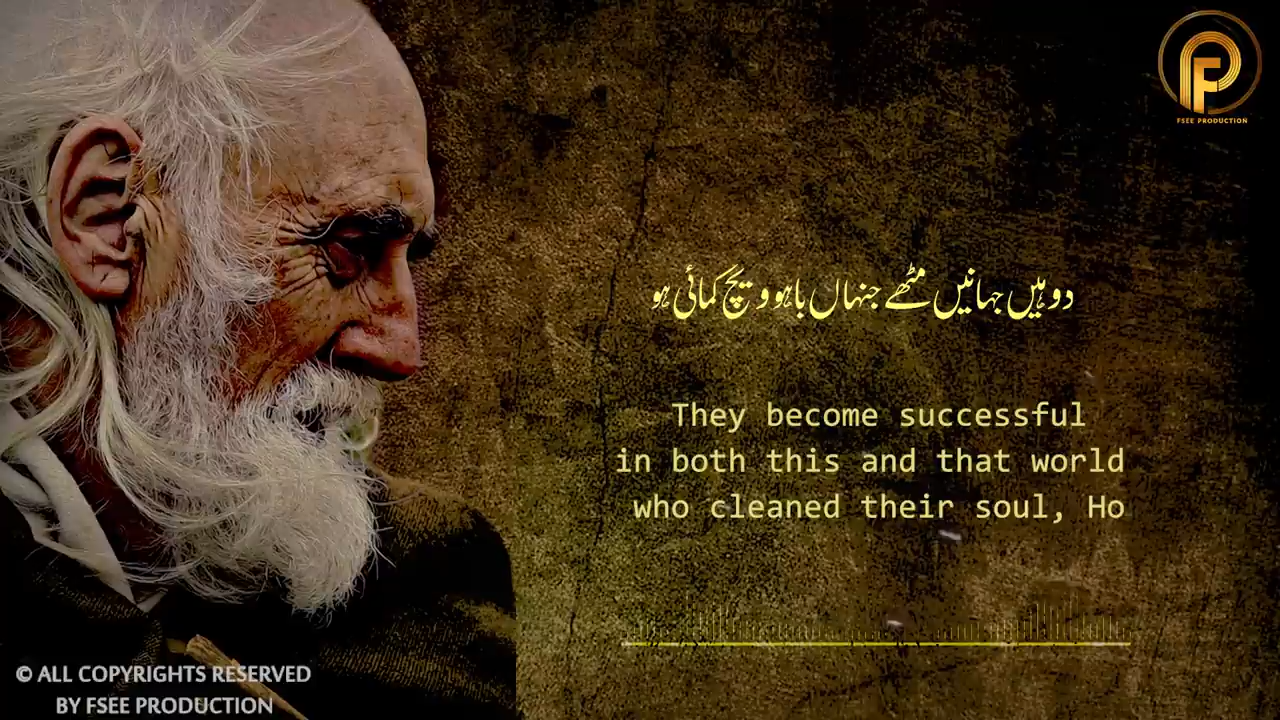 FSEE PRODUCTION
دوہیں جہانیں مٹھے جنہاں باہو ویچ کمائی ہو
They become successful
in both this and that world
who cleaned their soul, Ho
© ALL COPYRIGHTS RESERVED
BY FSEE PRODUCTION